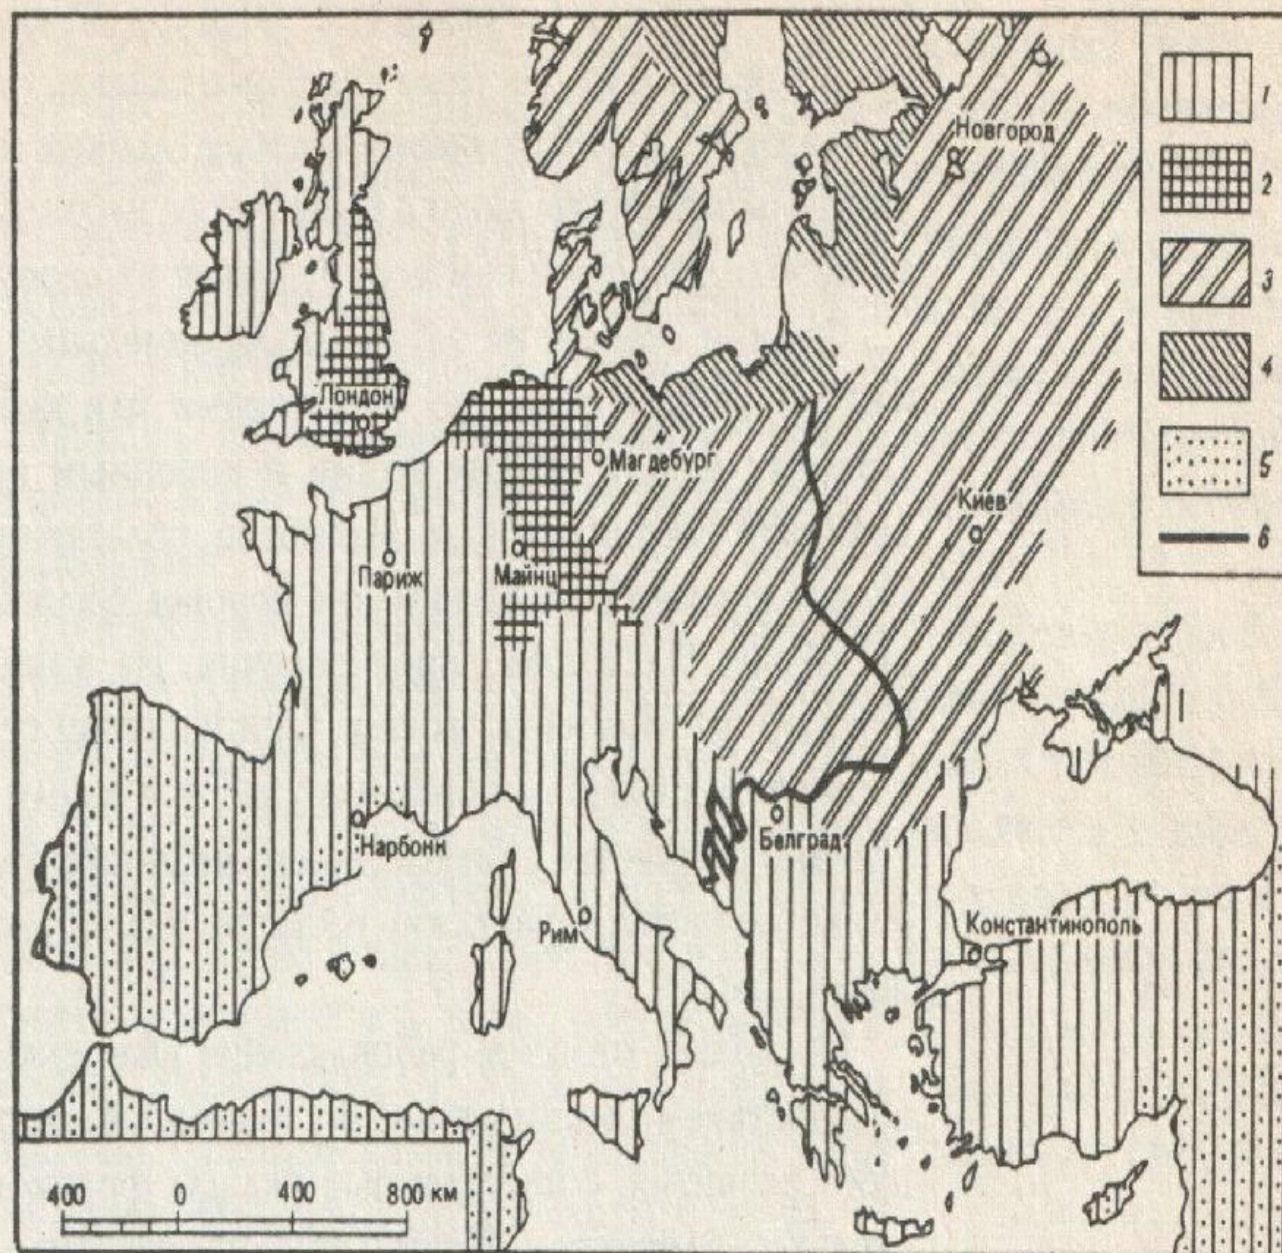 1
2
3
4
5
6
Новгород
Лондон
Магдебург
Киев
Париж
Майнц
Нарбонн
Белград
Рим
Константинополь
400 0 400 800 км